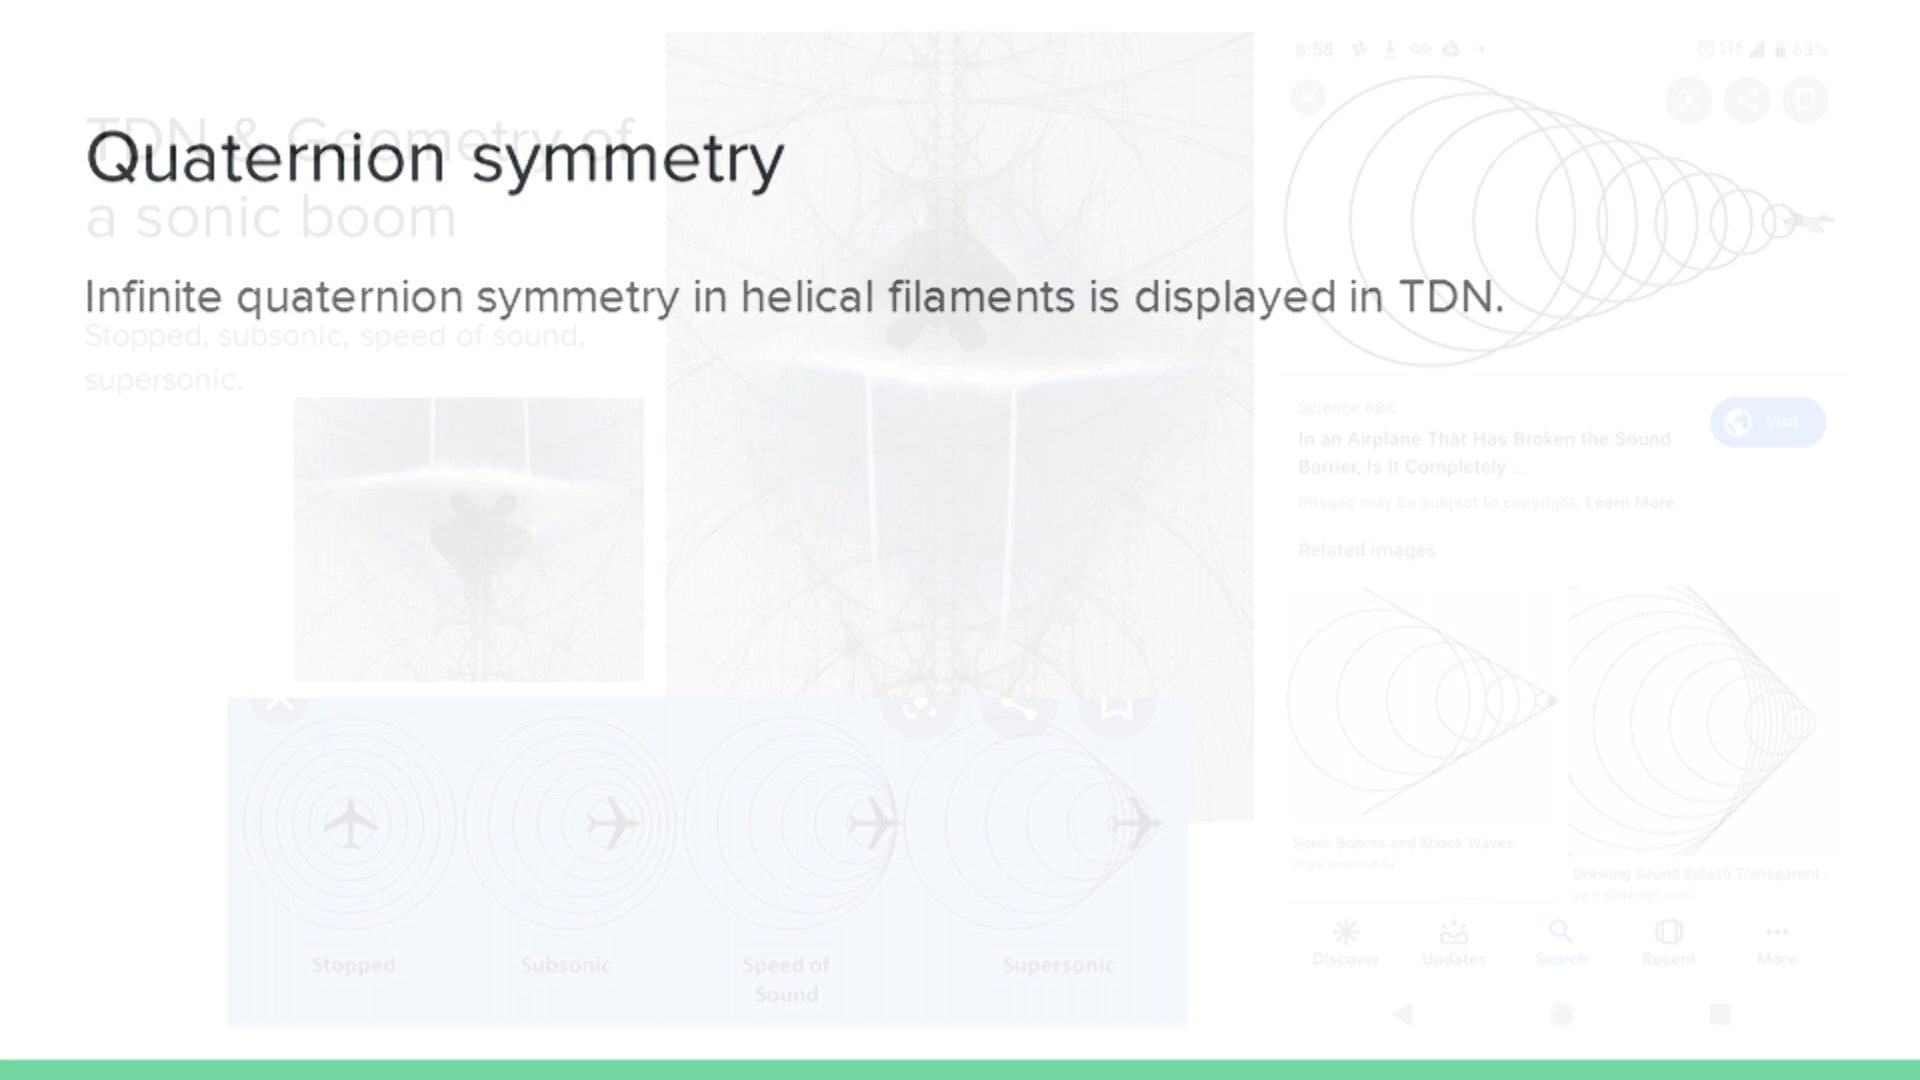 Quaternion symmetry
Infinite quaternion symmetry in helical filaments is displayed in TDN.
TDN & Geometry of
a sonic boom
Stopped, subsonic, speed of sound,
supersonic.
Stopped
Subsonic
Speed of
Sound
Supersonic
8:58
LTE
63%
Science ABC
In an Airplane That Has Broken the Sound
Barrier, Is It Completely ...
Visit
Images may be subject to copyright. Learn More
Related images
Sonic Booms and Shock Waves
Drawing Sound Splash Transparent...
Discover
Updates
Search
Recent
More